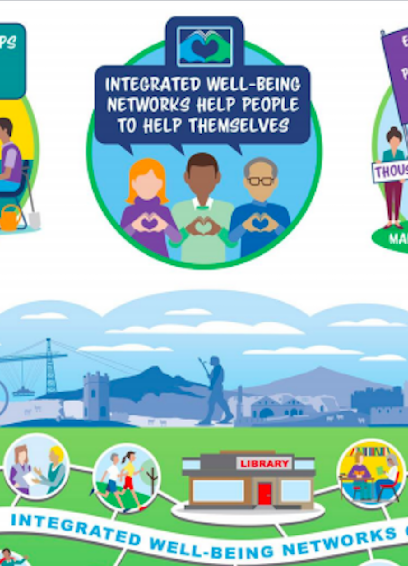 INTEGRATED WELL-BEING
NETWORKS HELP PEOPLE
TO HELP THEMSELVES
LIBRARY
INTEGRATED WELL-BEING NETWORKS